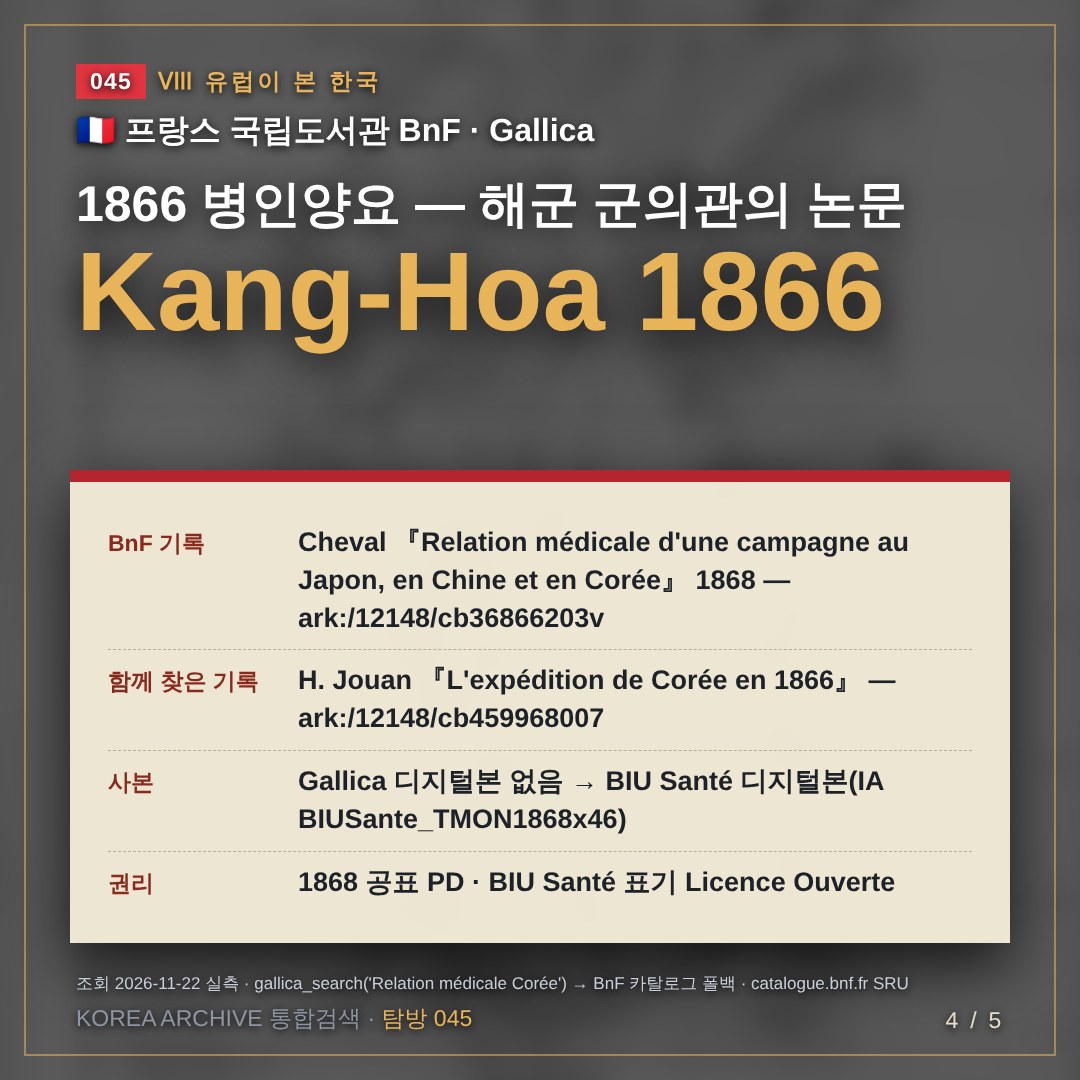 045 Ⅷ 유럽이 본 한국
🇫🇷 프랑스 국립도서관 BnF · Gallica
1866 병인양요 — 해군 군의관의 논문
Kang-Hoa 1866
BnF 기록
Cheval 『Relation médicale d'une campagne au
Japon, en Chine et en Corée』 1868 —
ark:/12148/cb36866203v
함께 찾은 기록
H. Jouan 『L'expédition de Corée en 1866』 —
ark:/12148/cb459968007
사본
Gallica 디지털본 없음 → BIU Santé 디지털본(IA
BIUSante_TMON1868x46)
권리
1868 공표 PD · BIU Santé 표기 Licence Ouverte
조회 2026-11-22 실측 · gallica_search('Relation médicale Corée') → BnF 카탈로그 폴백 · catalogue.bnf.fr SRU
KOREA ARCHIVE 통합검색 · 탐방 045
4 / 5